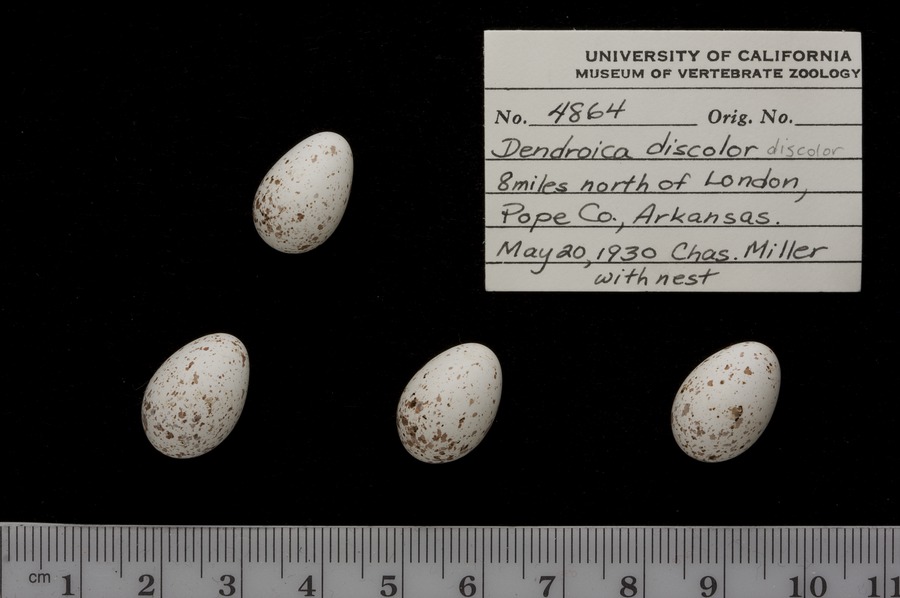 UNIVERSITY OF CALIFORNIA
MUSEUM OF VERTEBRATE ZOOLOGY
No. 4864 Orig. No.
Dendroica discolor discolor
8 miles north of London,
Pope Co., Arkansas.
May 20, 1930 Chas. Miller
with nest
cm 1 2 3 4 5 6 7 8 9 10 11